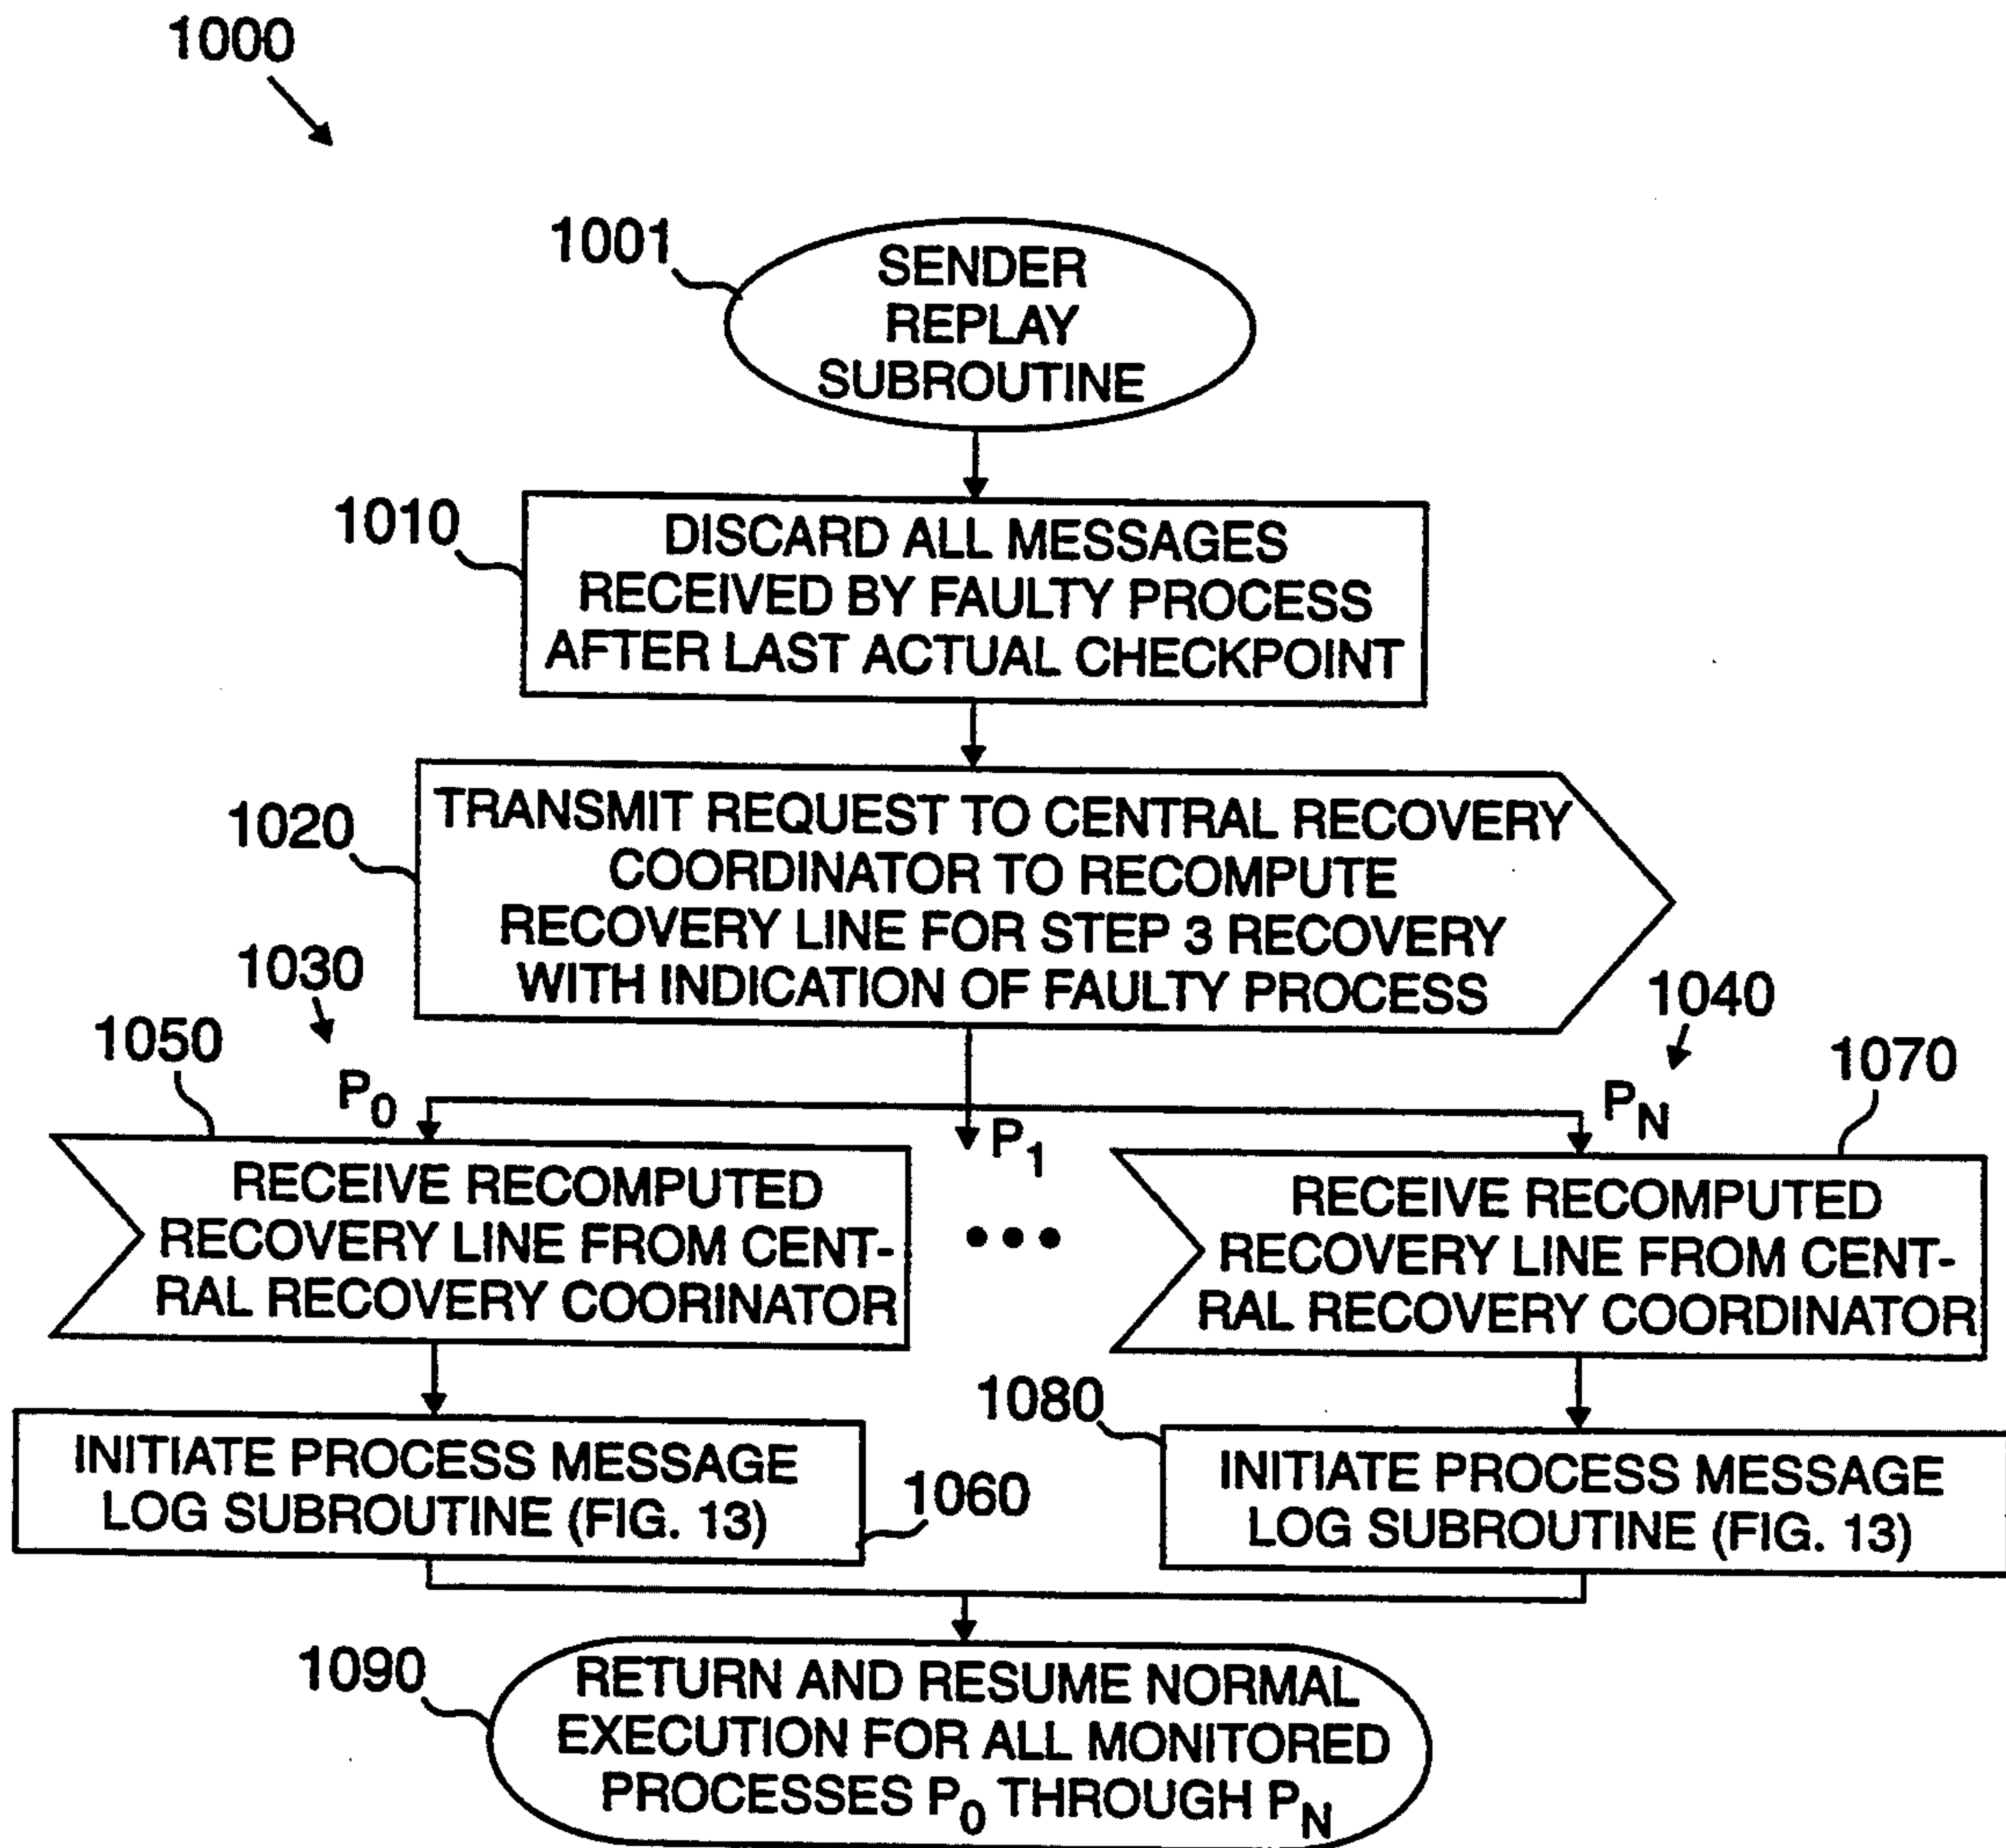 1000
1001
SENDER
REPLAY
SUBROUTINE
1010
DISCARD ALL MESSAGES
RECEIVED BY FAULTY PROCESS
AFTER LAST ACTUAL CHECKPOINT
1020
TRANSMIT REQUEST TO CENTRAL RECOVERY
COORDINATOR TO RECOMPUTE
RECOVERY LINE FOR STEP 3 RECOVERY
WITH INDICATION OF FAULTY PROCESS
1030
1040
1050
1070
P0
P1
PN
RECEIVE RECOMPUTED
RECOVERY LINE FROM CENT-
RAL RECOVERY COORINATOR
RECEIVE RECOMPUTED
RECOVERY LINE FROM CENT-
RAL RECOVERY COORDINATOR
INITIATE PROCESS MESSAGE
LOG SUBROUTINE (FIG. 13)
1060
1080
INITIATE PROCESS MESSAGE
LOG SUBROUTINE (FIG. 13)
1090
RETURN AND RESUME NORMAL
EXECUTION FOR ALL MONITORED
PROCESSES P0 THROUGH PN